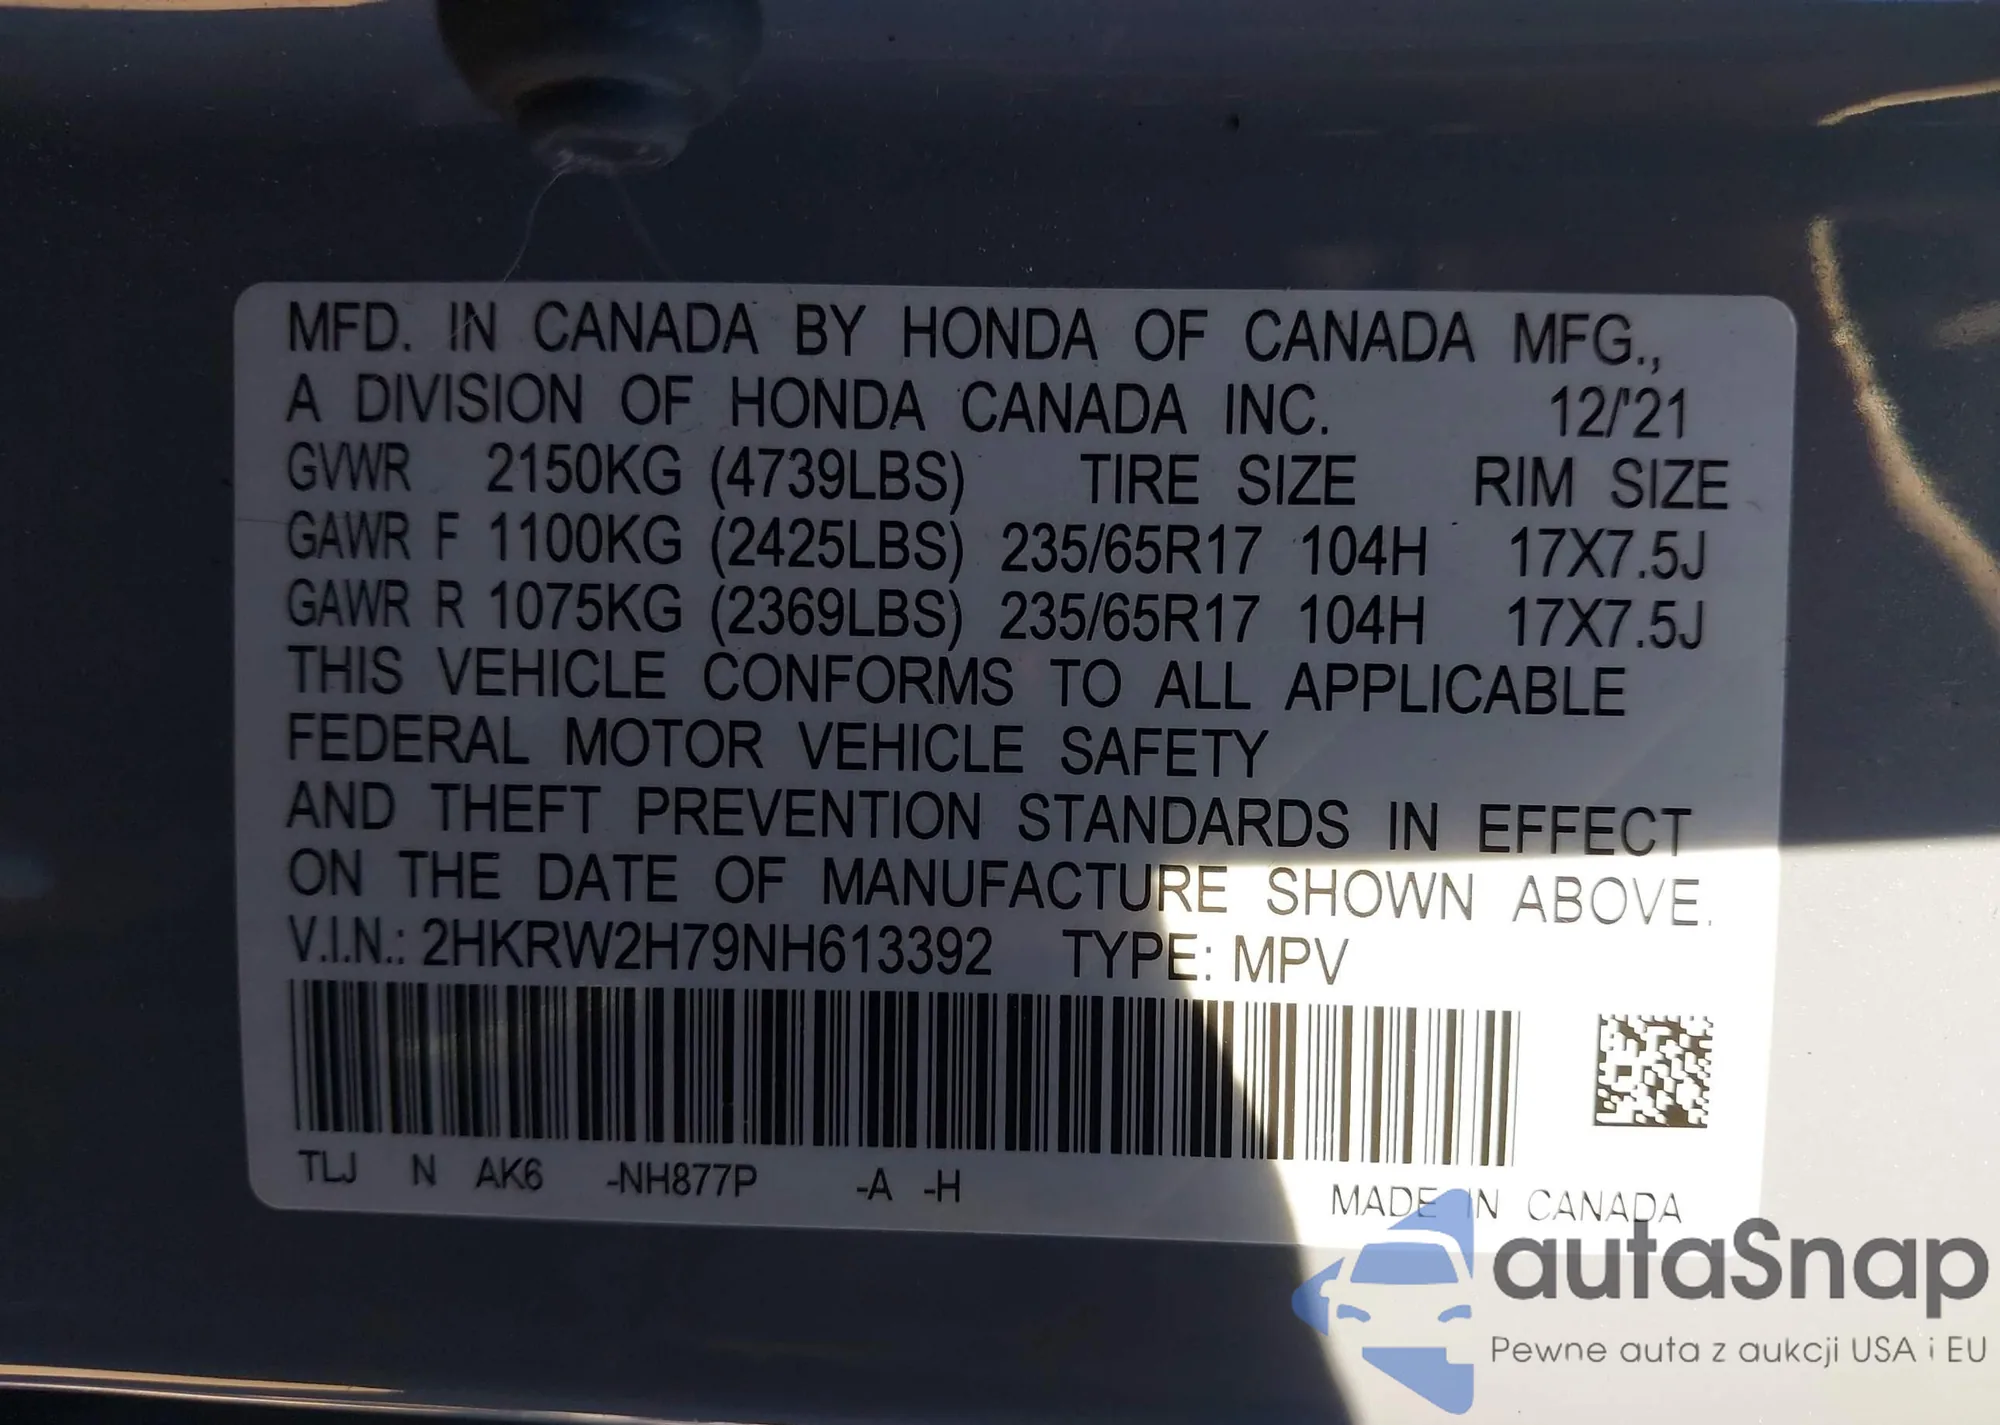 MFD. IN CANADA BY HONDA OF CANADA MFG.,
A DIVISION OF HONDA CANADA INC. 12/'21
GVWR 2150KG (4739LBS) TIRE SIZE RIM SIZE
GAWR F 1100KG (2425LBS) 235/65R17 104H 17X7.5J
GAWR R 1075KG (2369LBS) 235/65R17 104H 17X7.5J
THIS VEHICLE CONFORMS TO ALL APPLICABLE
FEDERAL MOTOR VEHICLE SAFETY
AND THEFT PREVENTION STANDARDS IN EFFECT
ON THE DATE OF MANUFACTURE SHOWN ABOVE.
V.I.N.: 2HKRW2H79NH613392 TYPE: MPV
TLJ N AK6 -NH877P -A -H
MADE IN CANADA
autaSnap
Pewne auta z aukcji USA i EU